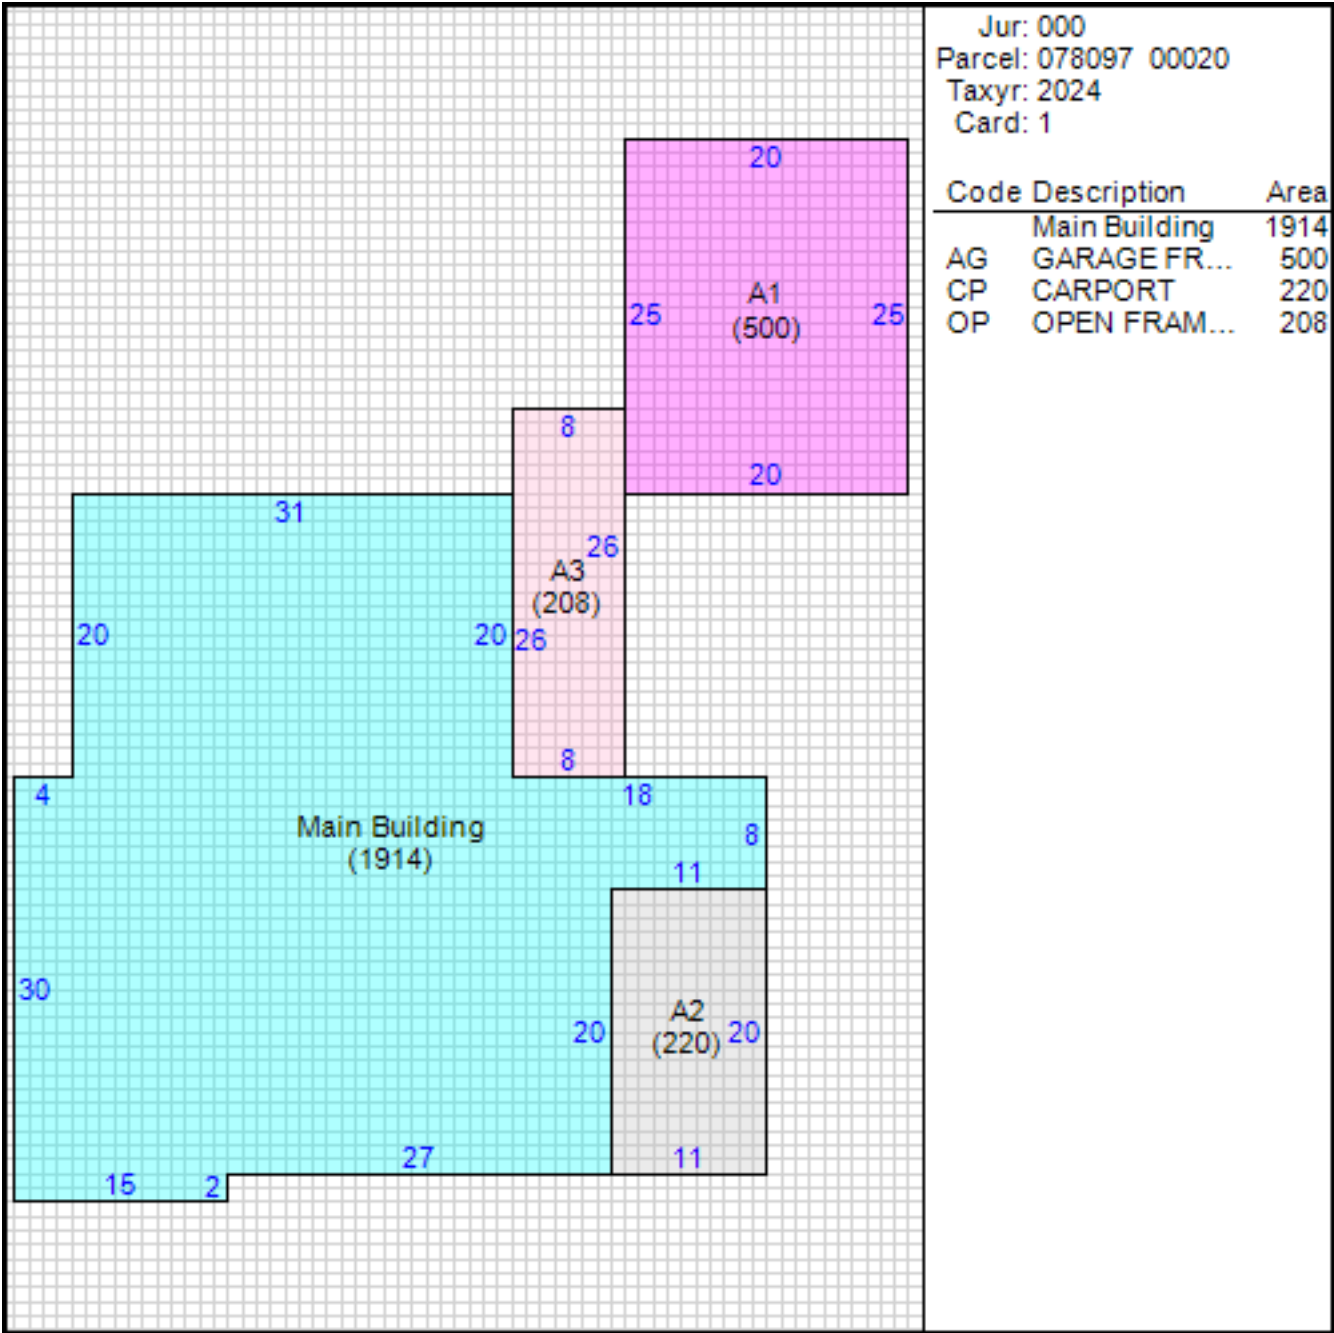 Jur: 000
Parcel: 078097 00020
Taxyr: 2024
Card: 1
Code Description Area
Main Building 1914
AG GARAGE FR... 500
CP CARPORT 220
OP OPEN FRAM... 208
20
A1
25 (500) 25
20
8
26
A3
(208)
26
8
31
20 20
4
18
Main Building
(1914)
8
11
30
20
A2
(220) 20
11
27
15 2